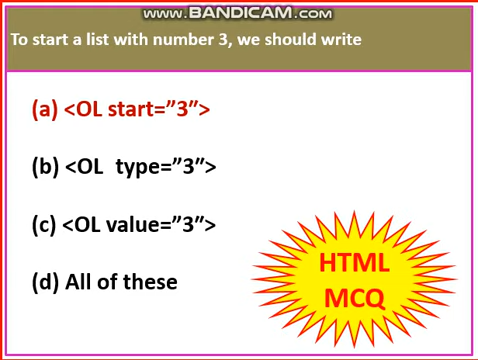 www.BANDICAM.com
To start a list with number 3, we should write
(a) <OL start=”3”>
(b) <OL  type=”3”>
(c) <OL value=”3”>
(d) All of these
HTML
MCQ